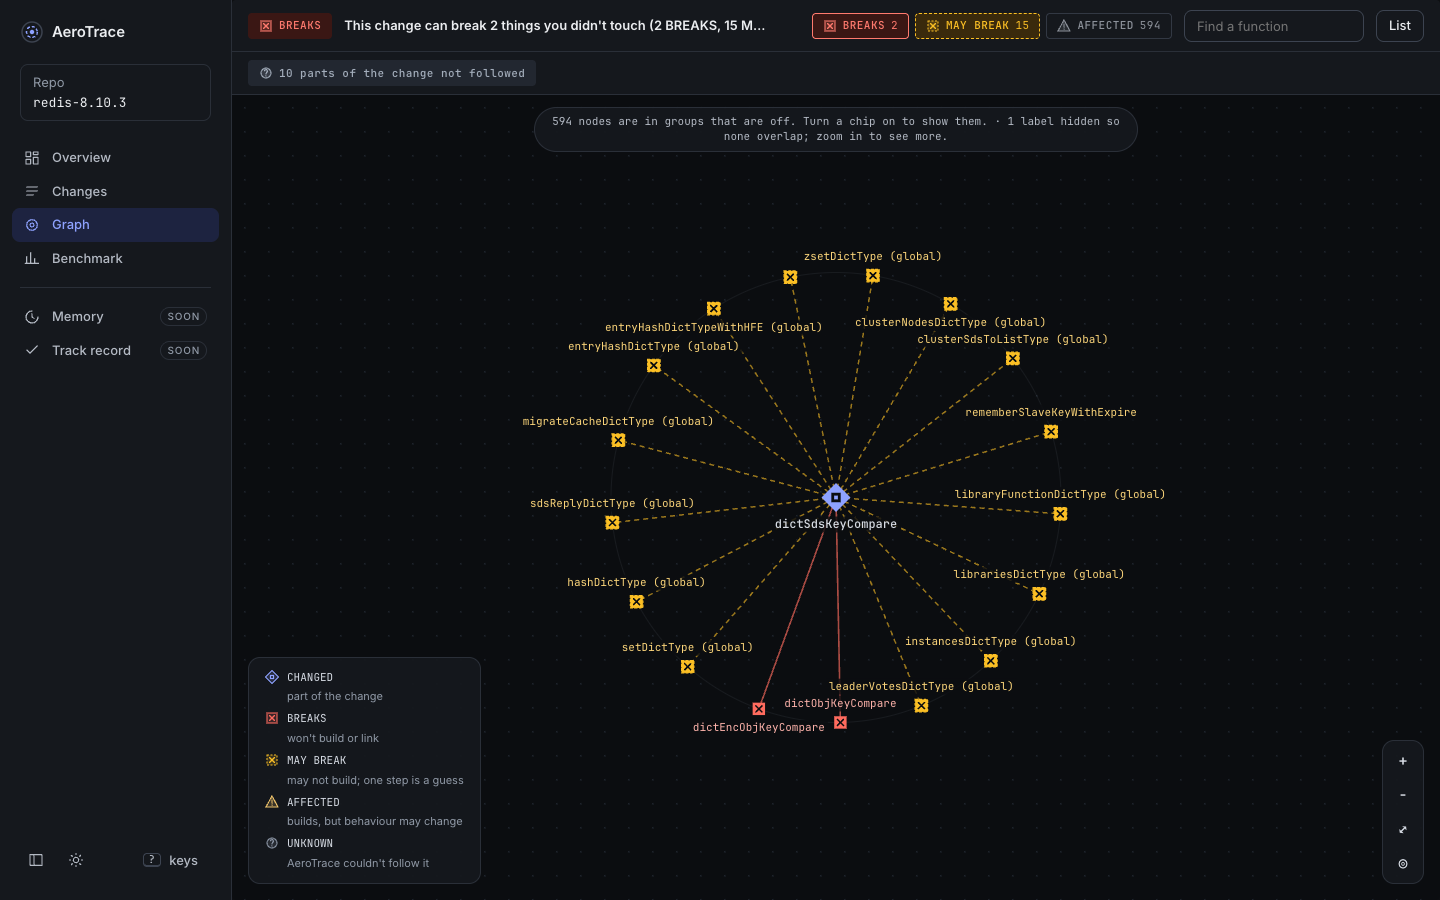 AeroTrace
Repo
redis-8.10.3
Overview
Changes
Graph
Benchmark
Memory SOON
Track record SOON
? keys
BREAKS This change can break 2 things you didn't touch (2 BREAKS, 15 M…
BREAKS 2 MAY BREAK 15 AFFECTED 594 Find a function List
10 parts of the change not followed
594 nodes are in groups that are off. Turn a chip on to show them. · 1 label hidden so
none overlap; zoom in to see more.
zsetDictType (global)
entryHashDictTypeWithHFE (global)
clusterNodesDictType (global)
entryHashDictType (global)
clusterSdsToListType (global)
migrateCacheDictType (global)
rememberSlaveKeyWithExpire
sdsReplyDictType (global)
libraryFunctionDictType (global)
dictSdsKeyCompare
hashDictType (global)
librariesDictType (global)
setDictType (global)
instancesDictType (global)
leaderVotesDictType (global)
dictObjKeyCompare
dictEncObjKeyCompare
CHANGED
part of the change
BREAKS
won't build or link
MAY BREAK
may not build; one step is a guess
AFFECTED
builds, but behaviour may change
UNKNOWN
AeroTrace couldn't follow it
+
-